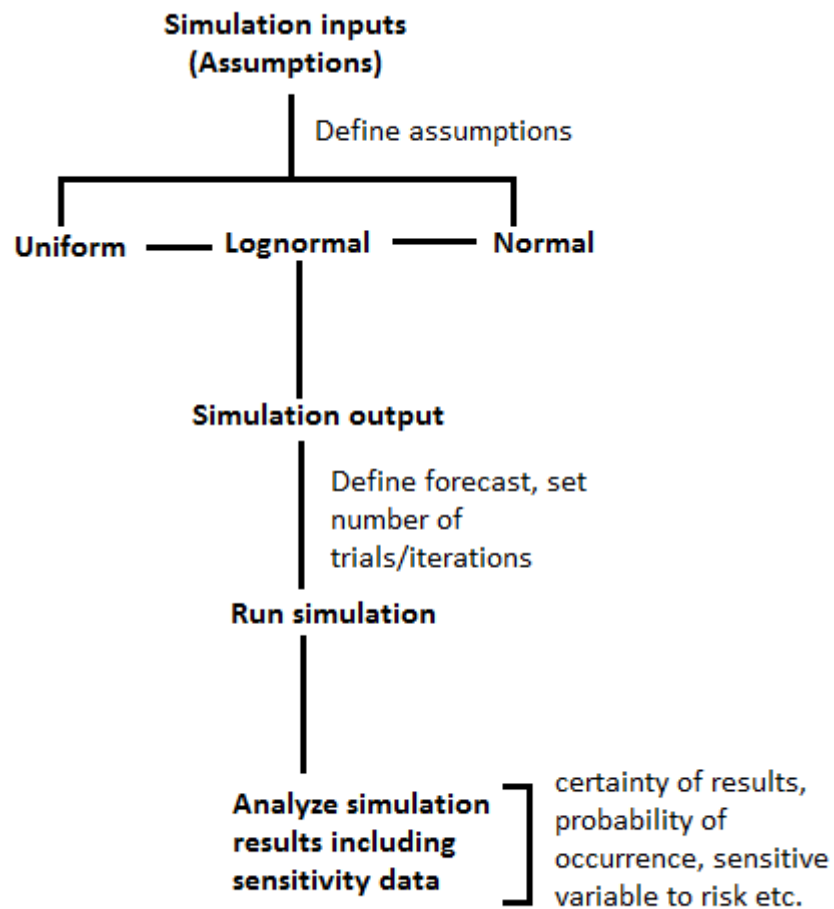 Simulation inputs
(Assumptions)
Define assumptions
Uniform
Lognormal
Normal
Simulation output
Define forecast, set
number of
trials/iterations
Run simulation
Analyze simulation
results including
sensitivity data
certainty of results,
probability of
occurrence, sensitive
variable to risk etc.